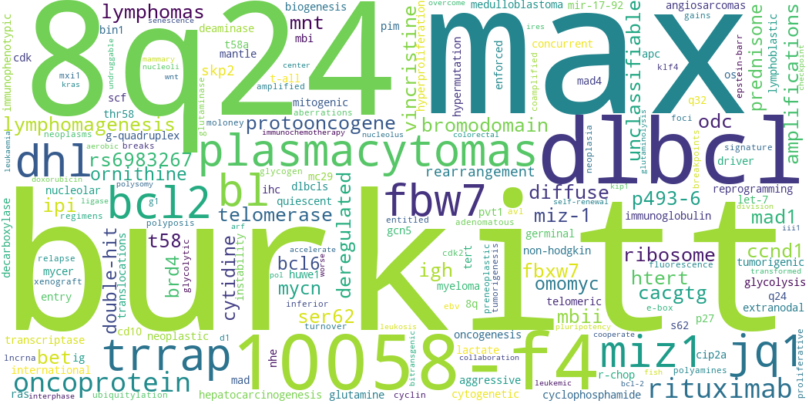 8q24
max
burkitt
10058-f4
dlbcl
plasmacytomas
fbw7
dhl
bl
bcl2
trrap
oncoprotein
miz1
jq1
rituximab
lymphomas
mnt
biogenesis
pim
medulloblastoma
mir-17-92
overcome
angiosarcomas
gains
senescence
bin1
deaminase
t58a
mantle
mbi
center
ires
cdk
mxi1
kras
undruggable
mammary
nucleoli
wnt
skp2
t-all
amplified
mitogenic
aberrations
scf
thr58
g-quadruplex
moloney
nucleolus
immunochemotherapy
protooncogene
bromodomain
colorectal
vincristine
hyperproliferation
hypermutation
enforced
concurrent
coamplified
mad4
unclassifiable
fapc
os
klf4
epstein-barr
prednisone
lymphoblastic
checkpoint
amplifications
q32
foci
immunophenotypic
lymphomagenesis
neoplasms
aerobic
breaks
leukaemia
rs6983267
ornithine
glutaminase
doxorubicin
nucleolar
polysomy
ligase
regimens
g1
ipi
polyposis
arf
telomerase
glycogen
mc29
ihc
dlbcls
quiescent
deregulated
rearrangement
entitled
pvt1
avl
gcn5
adenomatous
diffuse
miz-1
kip1
self-renewal
immunoglobulin
p493-6
let-7
mad1
odc
signature
driver
neoplasia
glutaminolysis
breakpoints
reprogramming
division
iii1
decarboxylase
relapse
xenograft
mycer
entry
double-hit
translocations
t58
glycolytic
brd4
cytidine
instability
bcl6
pol
huwe1
accelerate
worse
mycn
inferior
ser62
turnover
d1
leukosis
igh
cdk2
tert
myeloma
ebv
8q
preneoplastic
tumorigenesis
germinal
non-hodgkin
fbxw7
omomyc
telomeric
mbii
ribosome
htert
cacgtg
fluorescence
e-box
s62
p27
ccnd1
tumorigenic
transformed
glycolysis
q24
extranodal
transcriptase
cd10
neoplastic
lncrna
bet
ig
international
ras
interphase
ubiquitylation
mad
nhe
hepatocarcinogenesis
bitransgenic
lactate
collaboration
glutamine
cyclin
leukemic
aggressive
cytogenetic
oncogenesis
pluripotency
cooperate
cip2a
r-chop
polyamines
bcl-2
fish
cyclophosphamide
proliferative